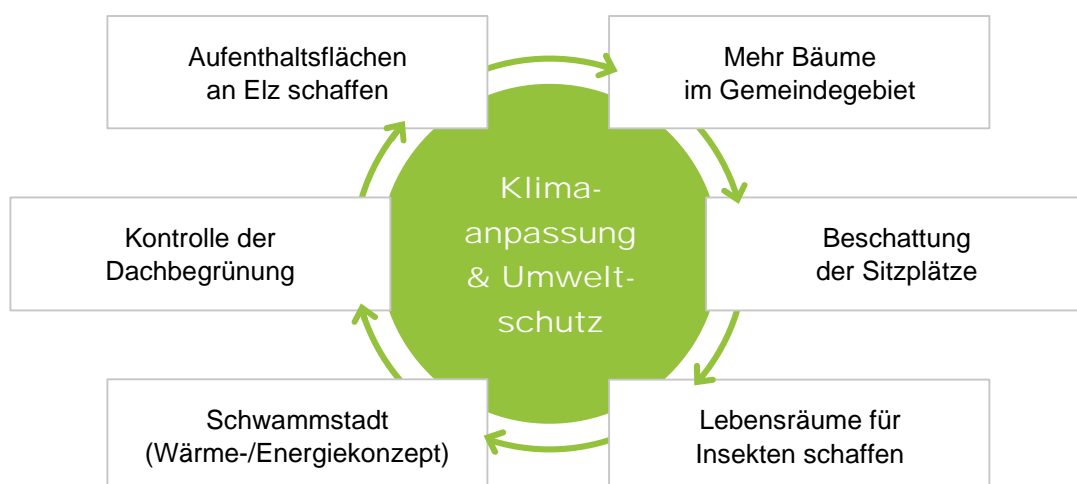 Aufenthaltsflächen
an Elz schaffen
Mehr Bäume
im Gemeindegebiet
Klima-
anpassung
& Umwelt-
schutz
Kontrolle der
Dachbegrünung
Beschattung
der Sitzplätze
Schwammstadt
(Wärme-/Energiekonzept)
Lebensräume für
Insekten schaffen